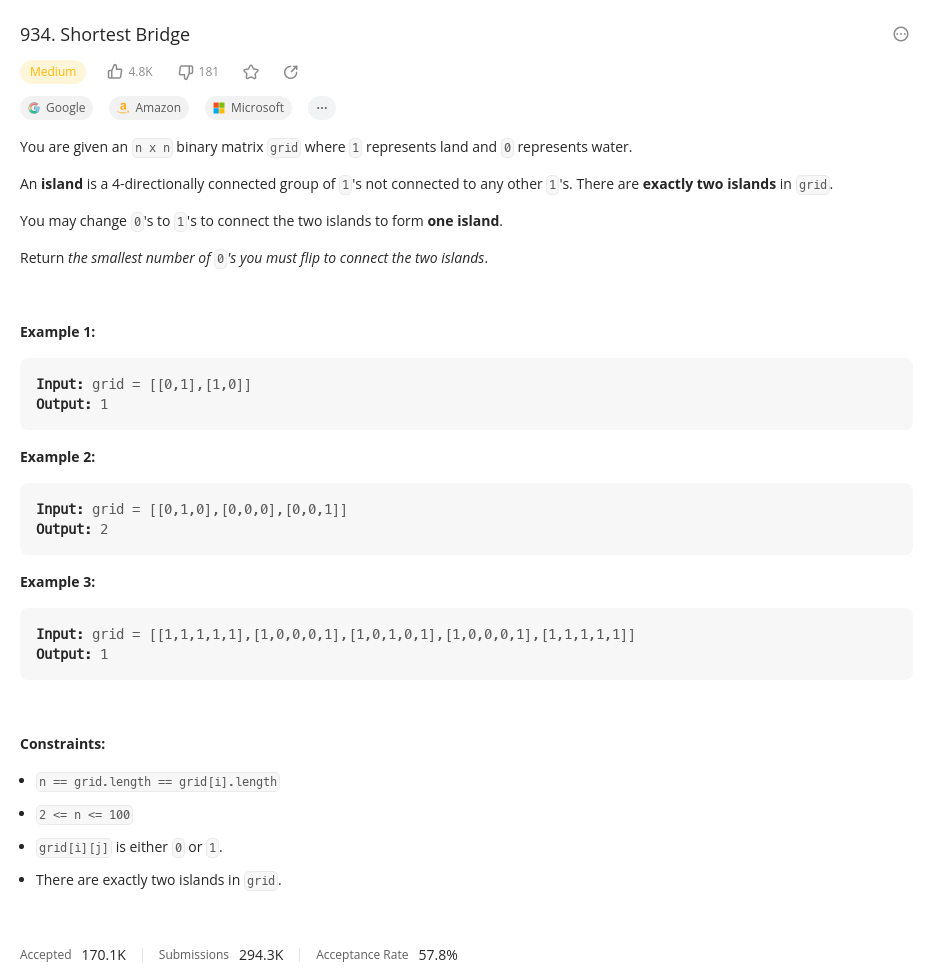 934. Shortest Bridge
Medium 4.8K 181
Google Amazon Microsoft ...
You are given an n x n binary matrix grid where 1 represents land and 0 represents water.
An island is a 4-directionally connected group of 1's not connected to any other 1's. There are exactly two islands in grid.
You may change 0's to 1's to connect the two islands to form one island.
Return the smallest number of 0's you must flip to connect the two islands.
Example 1:
Input: grid = [[0,1],[1,0]]
Output: 1
Example 2:
Input: grid = [[0,1,0],[0,0,0],[0,0,1]]
Output: 2
Example 3:
Input: grid = [[1,1,1,1,1],[1,0,0,0,1],[1,0,1,0,1],[1,0,0,0,1],[1,1,1,1,1]]
Output: 1
Constraints:
• n == grid.length == grid[i].length
• 2 <= n <= 100
• grid[i][j] is either 0 or 1.
• There are exactly two islands in grid.
Accepted 170.1K Submissions 294.3K Acceptance Rate 57.8%